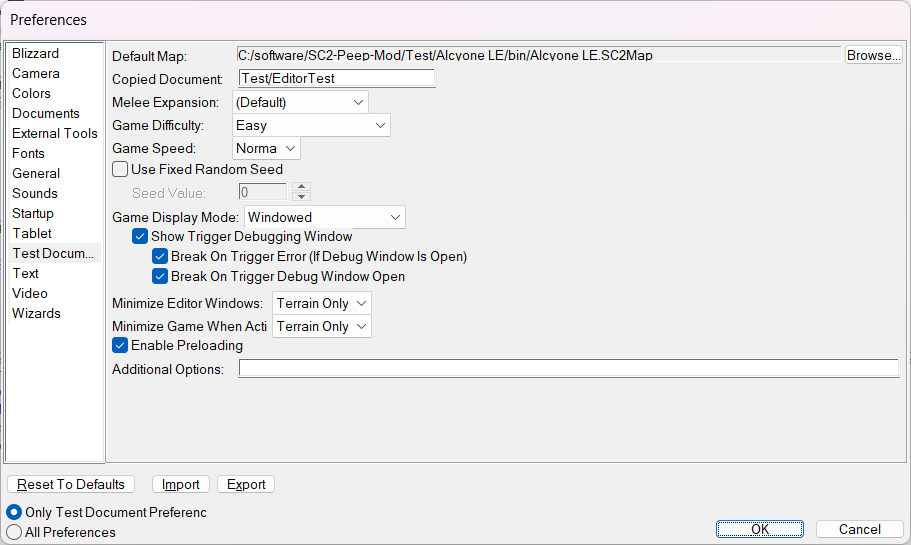 Preferences
Blizzard
Camera
Colors
Documents
External Tools
Fonts
General
Sounds
Startup
Tablet
Test Docum...
Text
Video
Wizards
Default Map: C:/software/SC2-Peep-Mod/Test/Alcyone LE/bin/Alcyone LE.SC2Map Browse...
Copied Document: Test/EditorTest
Melee Expansion: (Default)
Game Difficulty: Easy
Game Speed: Norma
Use Fixed Random Seed
Seed Value: 0
Game Display Mode: Windowed
Show Trigger Debugging Window
Break On Trigger Error (If Debug Window Is Open)
Break On Trigger Debug Window Open
Minimize Editor Windows: Terrain Only
Minimize Game When Acti Terrain Only
Enable Preloading
Additional Options:
Reset To Defaults Import Export
Only Test Document Preferenc
All Preferences
OK Cancel